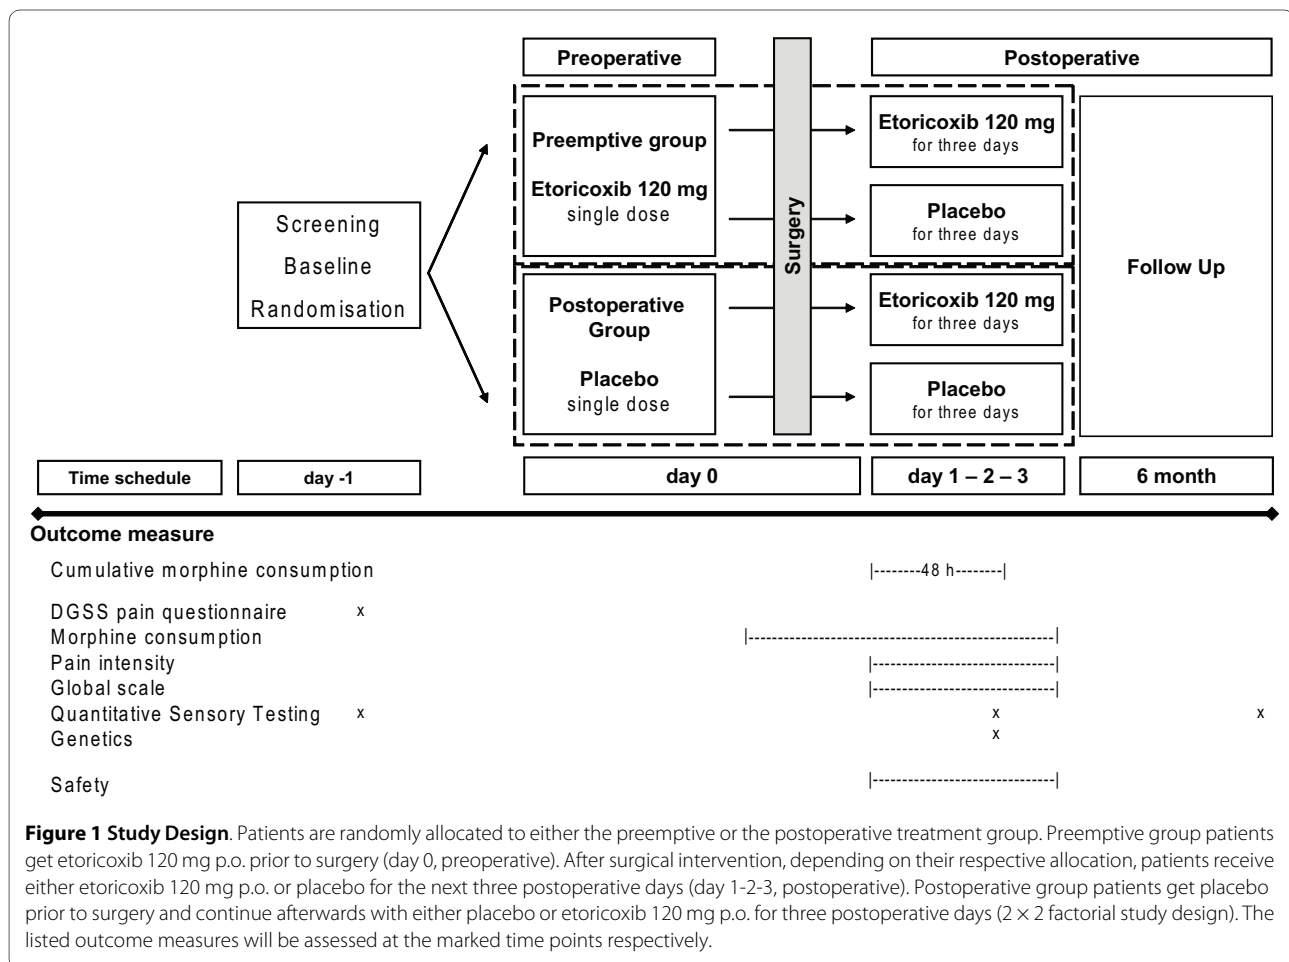 Preoperative
Postoperative
Screening
Baseline
Randomisation
Preemptive group
Etoricoxib 120 mg
single dose
Surgery
Etoricoxib 120 mg
for three days
Placebo
for three days
Postoperative
Group
Placebo
single dose
Etoricoxib 120 mg
for three days
Placebo
for three days
Follow Up
Time schedule
day -1
day 0
day 1 – 2 – 3
6 month
Outcome measure
Cumulative morphine consumption |--------48 h--------|
DGSS pain questionnaire x
Morphine consumption |----------------------------------------------------|
Pain intensity |-------------------------------|
Global scale |-------------------------------|
Quantitative Sensory Testing x x x
Genetics x
Safety |-------------------------------|
Figure 1 Study Design. Patients are randomly allocated to either the preemptive or the postoperative treatment group. Preemptive group patients
get etoricoxib 120 mg p.o. prior to surgery (day 0, preoperative). After surgical intervention, depending on their respective allocation, patients receive
either etoricoxib 120 mg p.o. or placebo for the next three postoperative days (day 1-2-3, postoperative). Postoperative group patients get placebo
prior to surgery and continue afterwards with either placebo or etoricoxib 120 mg p.o. for three postoperative days (2 × 2 factorial study design). The
listed outcome measures will be assessed at the marked time points respectively.